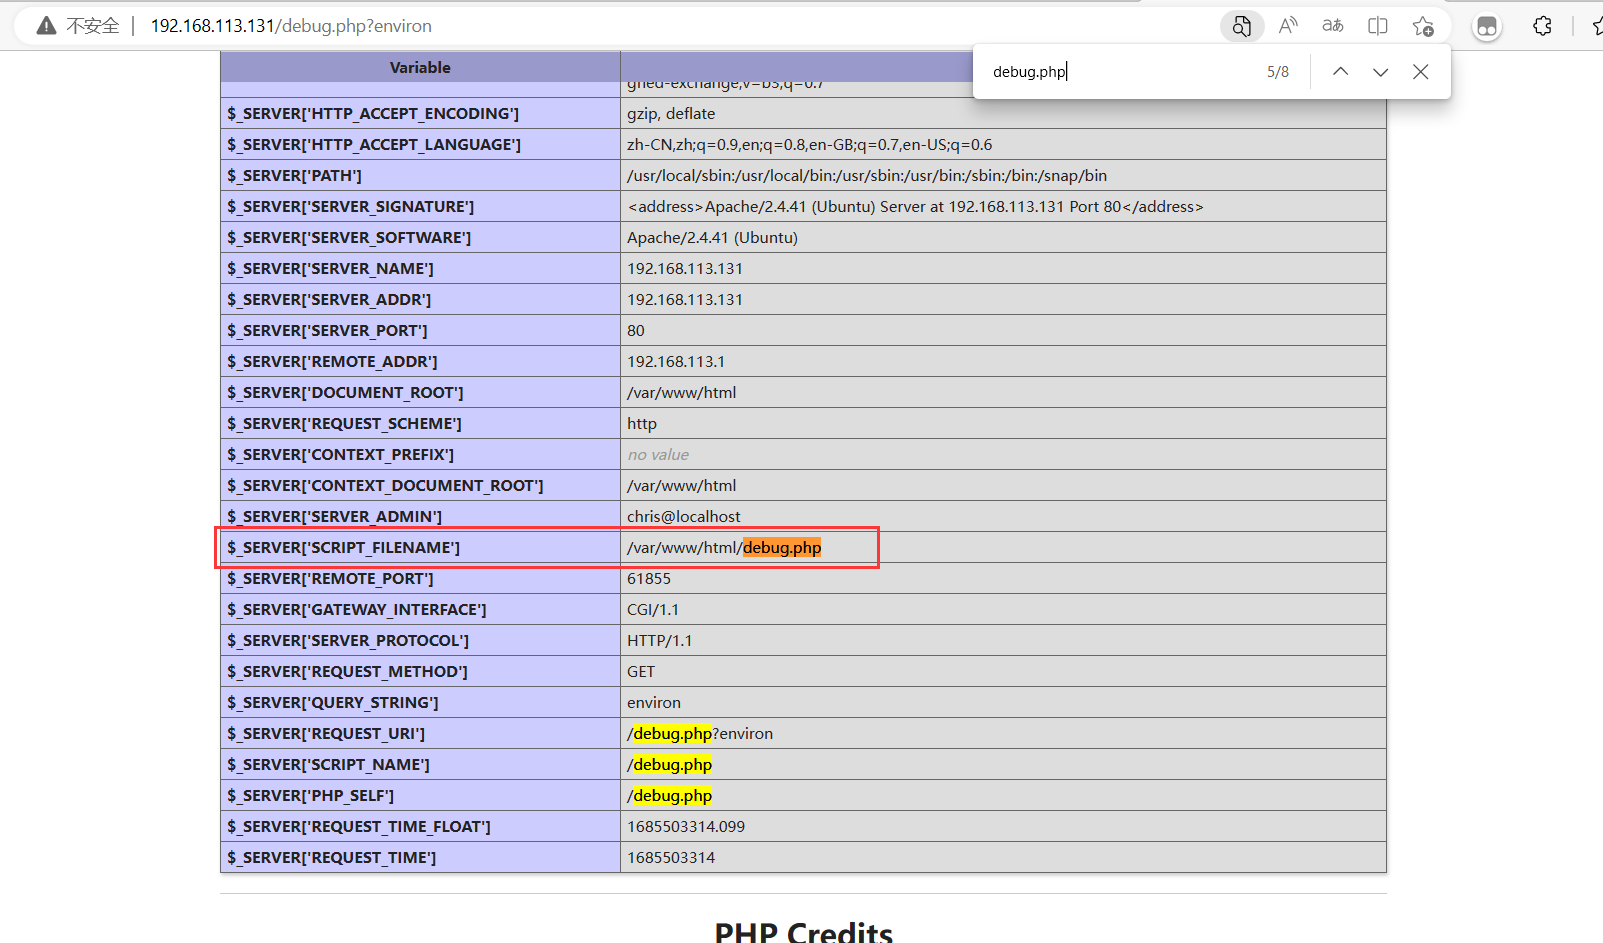 不安全 192.168.113.131/debug.php?environ
debug.php 5/8
Variable
gned-exchange;v=b3;q=0.7
$_SERVER['HTTP_ACCEPT_ENCODING'] gzip, deflate
$_SERVER['HTTP_ACCEPT_LANGUAGE'] zh-CN,zh;q=0.9,en;q=0.8,en-GB;q=0.7,en-US;q=0.6
$_SERVER['PATH'] /usr/local/sbin:/usr/local/bin:/usr/sbin:/usr/bin:/sbin:/bin:/snap/bin
$_SERVER['SERVER_SIGNATURE'] <address>Apache/2.4.41 (Ubuntu) Server at 192.168.113.131 Port 80</address>
$_SERVER['SERVER_SOFTWARE'] Apache/2.4.41 (Ubuntu)
$_SERVER['SERVER_NAME'] 192.168.113.131
$_SERVER['SERVER_ADDR'] 192.168.113.131
$_SERVER['SERVER_PORT'] 80
$_SERVER['REMOTE_ADDR'] 192.168.113.1
$_SERVER['DOCUMENT_ROOT'] /var/www/html
$_SERVER['REQUEST_SCHEME'] http
$_SERVER['CONTEXT_PREFIX'] no value
$_SERVER['CONTEXT_DOCUMENT_ROOT'] /var/www/html
$_SERVER['SERVER_ADMIN'] chris@localhost
$_SERVER['SCRIPT_FILENAME'] /var/www/html/debug.php
$_SERVER['REMOTE_PORT'] 61855
$_SERVER['GATEWAY_INTERFACE'] CGI/1.1
$_SERVER['SERVER_PROTOCOL'] HTTP/1.1
$_SERVER['REQUEST_METHOD'] GET
$_SERVER['QUERY_STRING'] environ
$_SERVER['REQUEST_URI'] /debug.php?environ
$_SERVER['SCRIPT_NAME'] /debug.php
$_SERVER['PHP_SELF'] /debug.php
$_SERVER['REQUEST_TIME_FLOAT'] 1685503314.099
$_SERVER['REQUEST_TIME'] 1685503314
PHP Credits